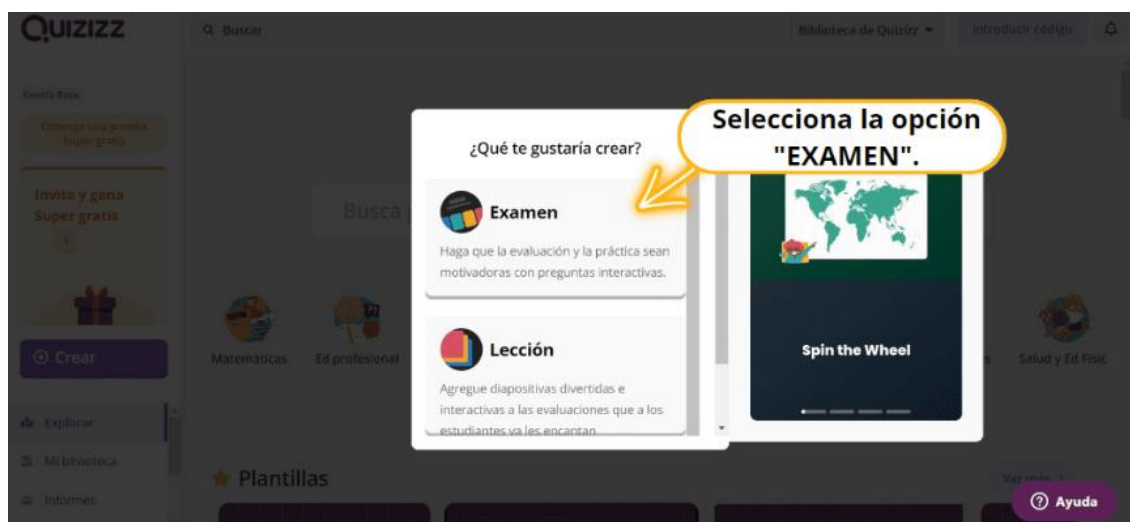 QUIZIZZ
Buscar
Biblioteca de Quizizz
Introducir código
Cuenta Basic
Obtenga una prueba
Super gratis
Invite y gana
Super gratis
Crear
Explorar
Mi biblioteca
Informes
Busca
Matemáticas
Ed profesional
Salud y Ed Físic
¿Qué te gustaría crear?
Examen
Haga que la evaluación y la práctica sean
motivadoras con preguntas interactivas.
Lección
Agregue diapositivas divertidas e
interactivas a las evaluaciones que a los
estudiantes ya les encantan
Selecciona la opción
"EXAMEN".
Spin the Wheel
Plantillas
Ver más
Ayuda